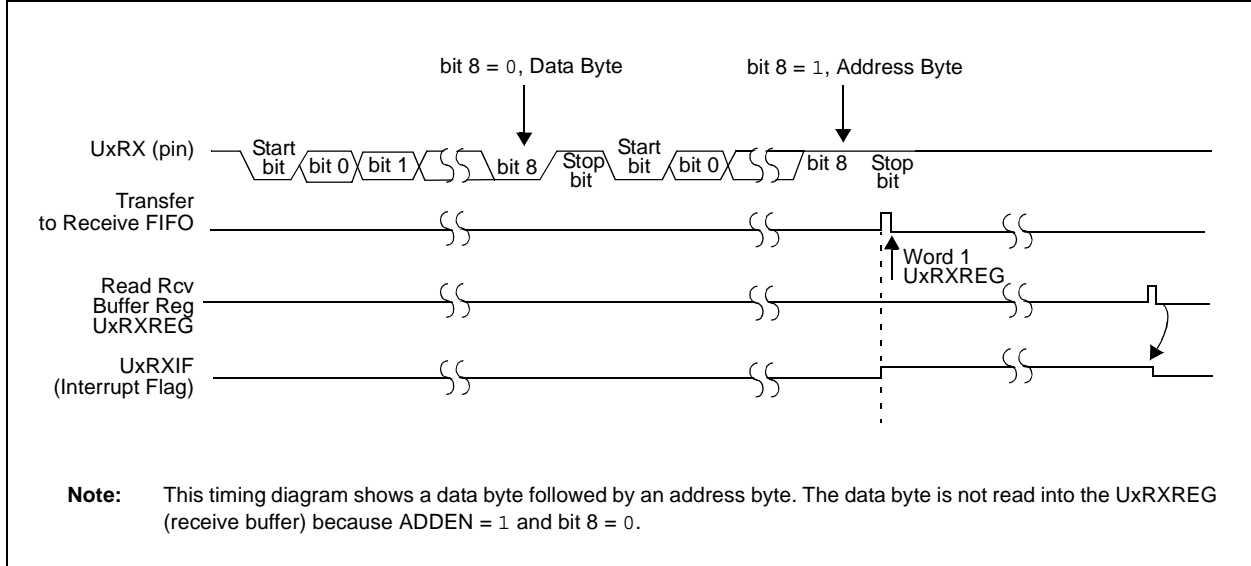 bit 8 = 0, Data Byte
bit 8 = 1, Address Byte
UxRX (pin)
Start
bit
bit 0
bit 1
bit 8
Stop
bit
Start
bit
bit 0
bit 8
Stop
bit
Transfer
to Receive FIFO
Word 1
UxRXREG
Read Rcv
Buffer Reg
UxRXREG
UxRXIF
(Interrupt Flag)
Note: This timing diagram shows a data byte followed by an address byte. The data byte is not read into the UxRXREG
(receive buffer) because ADDEN = 1 and bit 8 = 0.